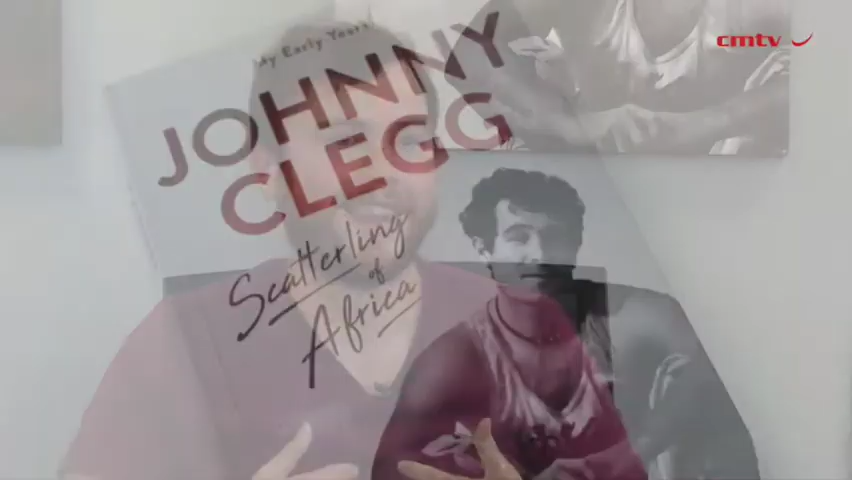 cmtv
My Early Years
JOHNNY
CLEGG
Scatterling
of
Africa